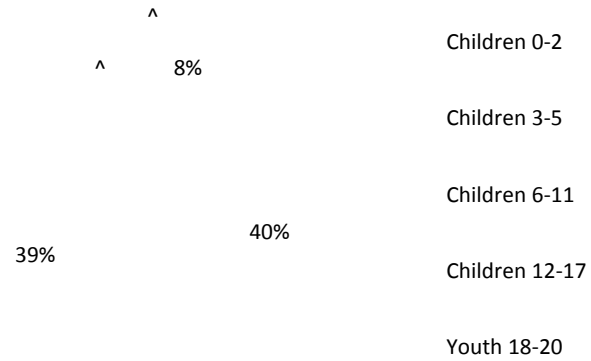 ^
^ 8%
40%
39%
Children 0-2
Children 3-5
Children 6-11
Children 12-17
Youth 18-20